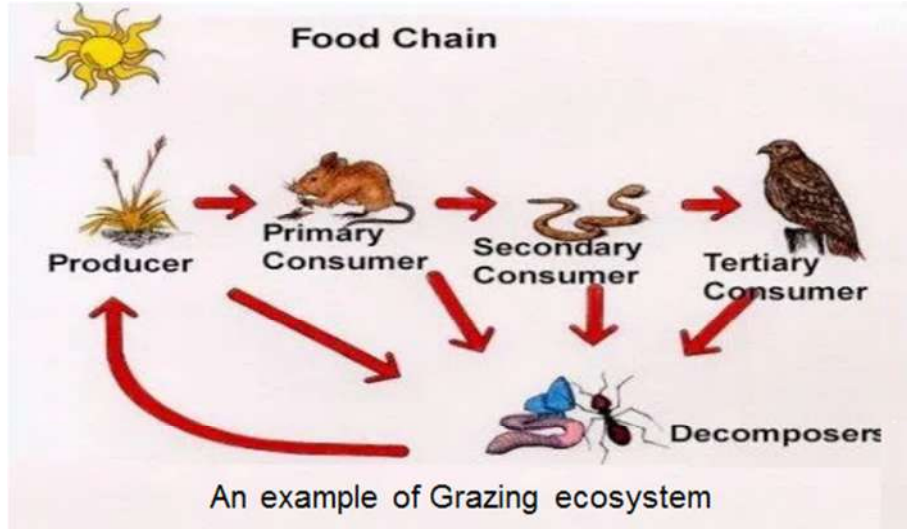 Food Chain
Producer
Primary
Consumer
Secondary
Consumer
Tertiary
Consumer
Decomposers
An example of Grazing ecosystem